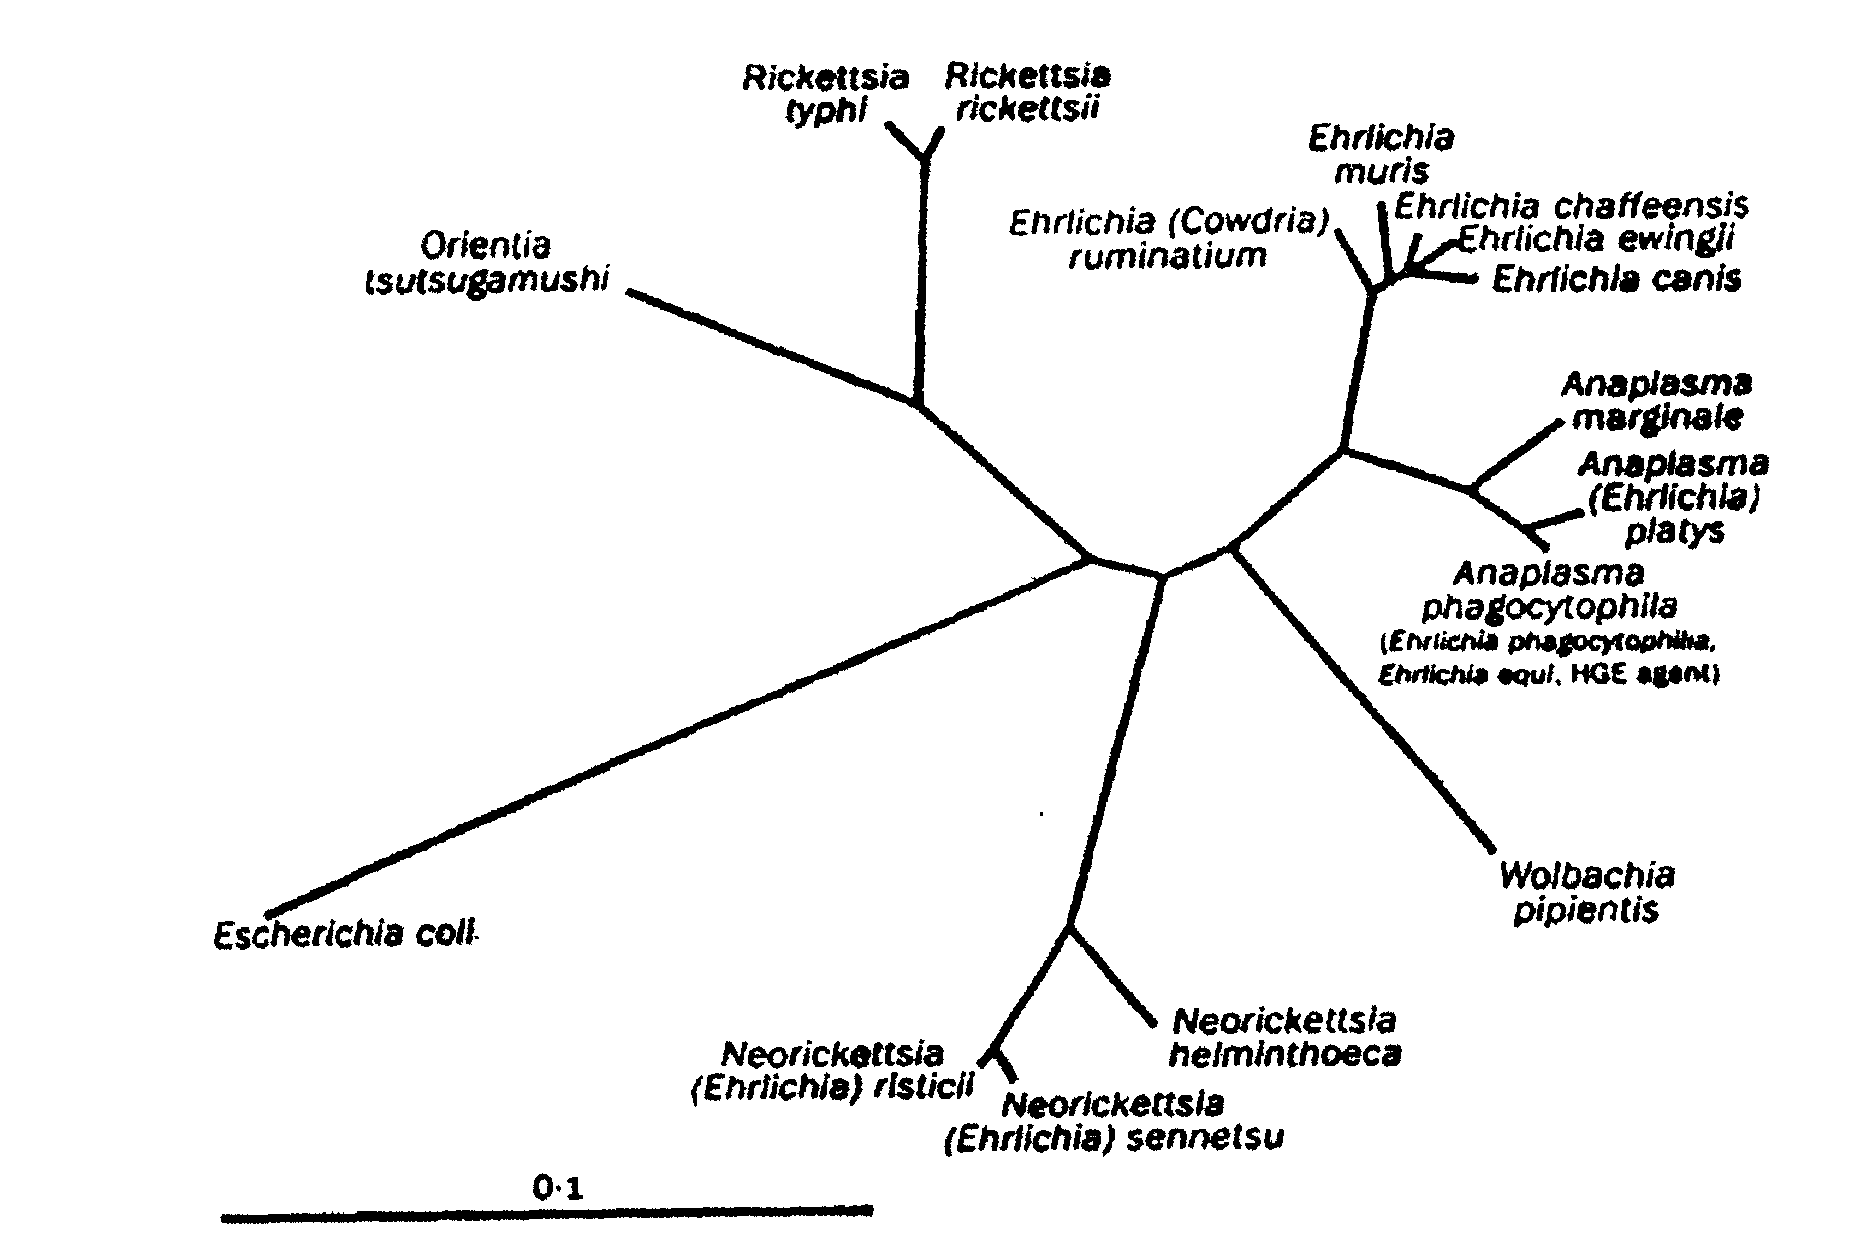 Rickettsia
typhi
Rickettsia
rickettsii
Ehrlichia
muris
Ehrlichia chaffeensis
Ehrlichia (Cowdria)
ruminatium
Ehrlichia ewingii
Ehrlichia canis
Orientia
tsutsugamushi
Anaplasma
marginale
Anaplasma
(Ehrlichia)
platys
Anaplasma
phagocytophila
(Ehrlichia phagocytophilia,
Ehrlichia equi, HGE agent)
Wolbachia
pipientis
Escherichia coli
Neorickettsia
helminthoeca
Neorickettsia
(Ehrlichia) risticii
Neorickettsia
(Ehrlichia) sennetsu
0·1